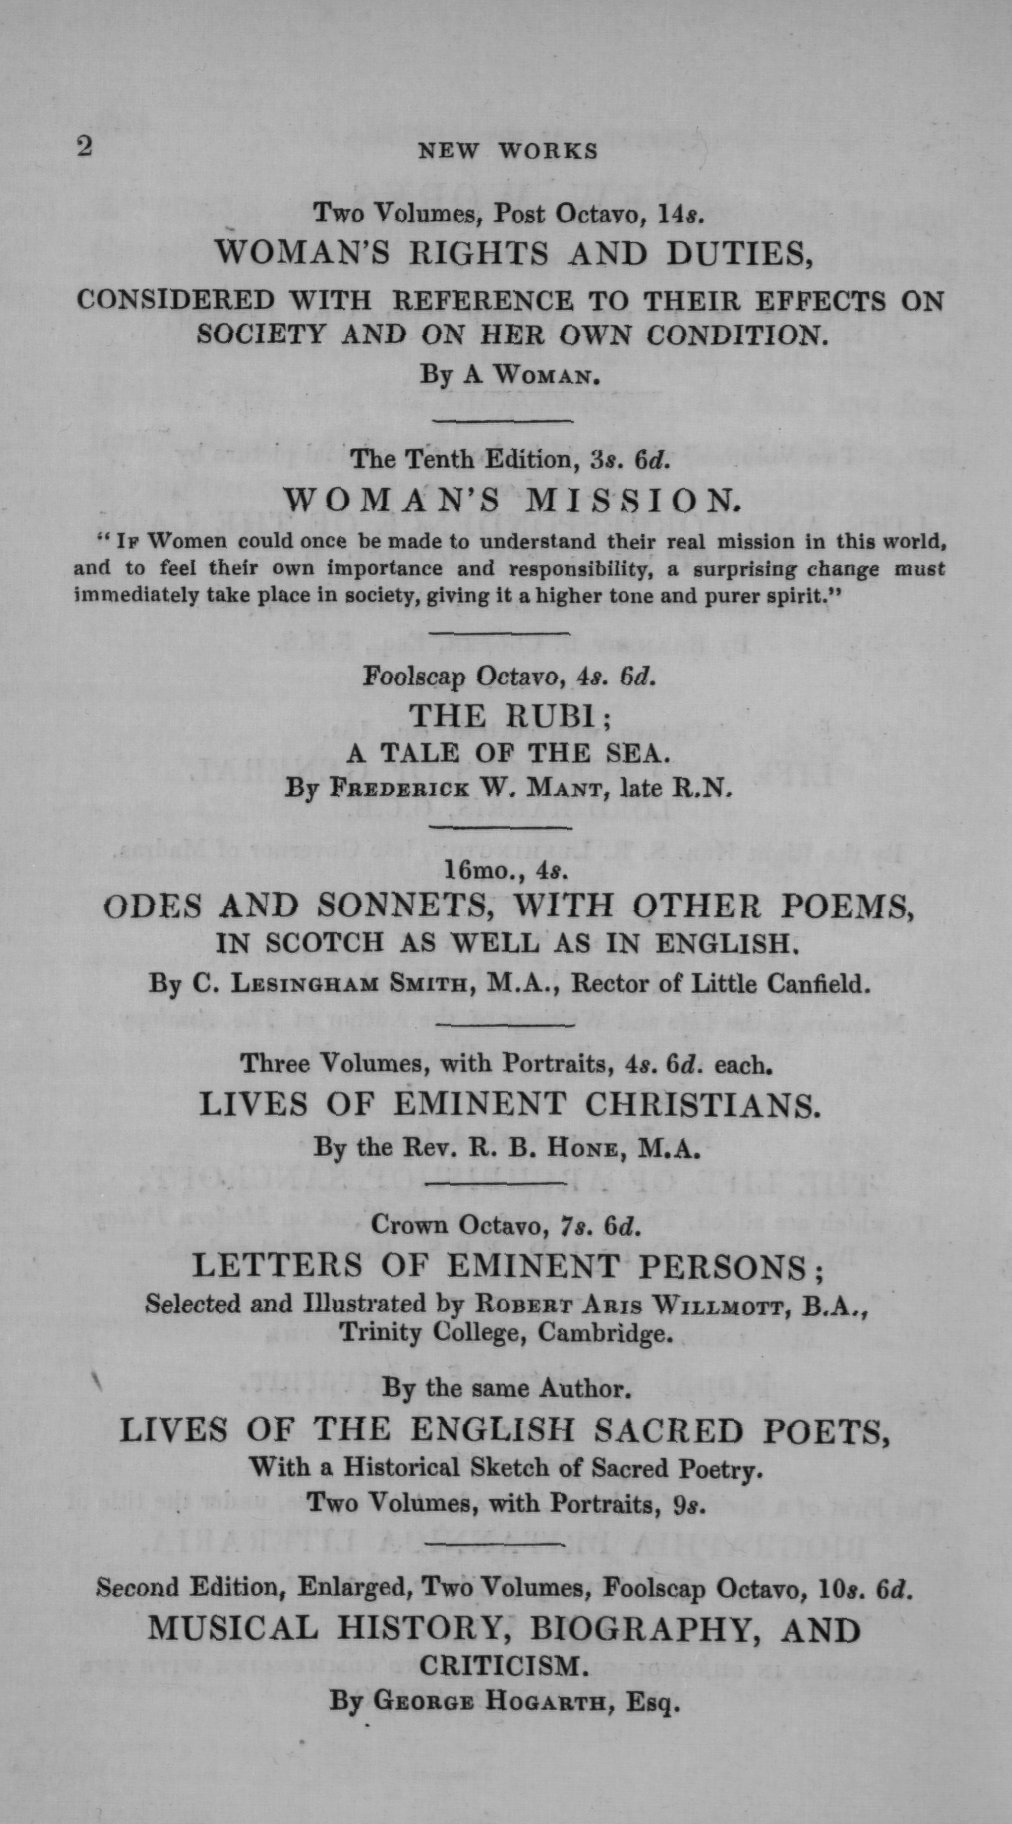 2
NEW WORKS
Two Volumes, Post Octavo, 14s.
WOMAN'S RIGHTS AND DUTIES,
CONSIDERED WITH REFERENCE TO THEIR EFFECTS ON
SOCIETY AND ON HER OWN CONDITION.
By A WOMAN.
The Tenth Edition, 3s. 6d.
WOMAN'S MISSION.
"IF Women could once be made to understand their real mission in this world,
and to feel their own importance and responsibility, a surprising change must
immediately take place in society, giving it a higher tone and purer spirit."
Foolscap Octavo, 4s. 6d.
THE RUBI;
A TALE OF THE SEA.
By FREDERICK W. MANT, late R.N.
16mo., 4s.
ODES AND SONNETS, WITH OTHER POEMS,
IN SCOTCH AS WELL AS IN ENGLISH.
By C. LESINGHAM SMITH, M.A., Rector of Little Canfield.
Three Volumes, with Portraits, 4s. 6d. each.
LIVES OF EMINENT CHRISTIANS.
By the Rev. R. B. HONE, M.A.
Crown Octavo, 7s. 6d.
LETTERS OF EMINENT PERSONS;
Selected and Illustrated by ROBERT ARIS WILLMOTT, B.A.,
Trinity College, Cambridge.
By the same Author.
LIVES OF THE ENGLISH SACRED POETS,
With a Historical Sketch of Sacred Poetry.
Two Volumes, with Portraits, 9s.
Second Edition, Enlarged, Two Volumes, Foolscap Octavo, 10s. 6d.
MUSICAL HISTORY, BIOGRAPHY, AND
CRITICISM.
By GEORGE HOGARTH, Esq.